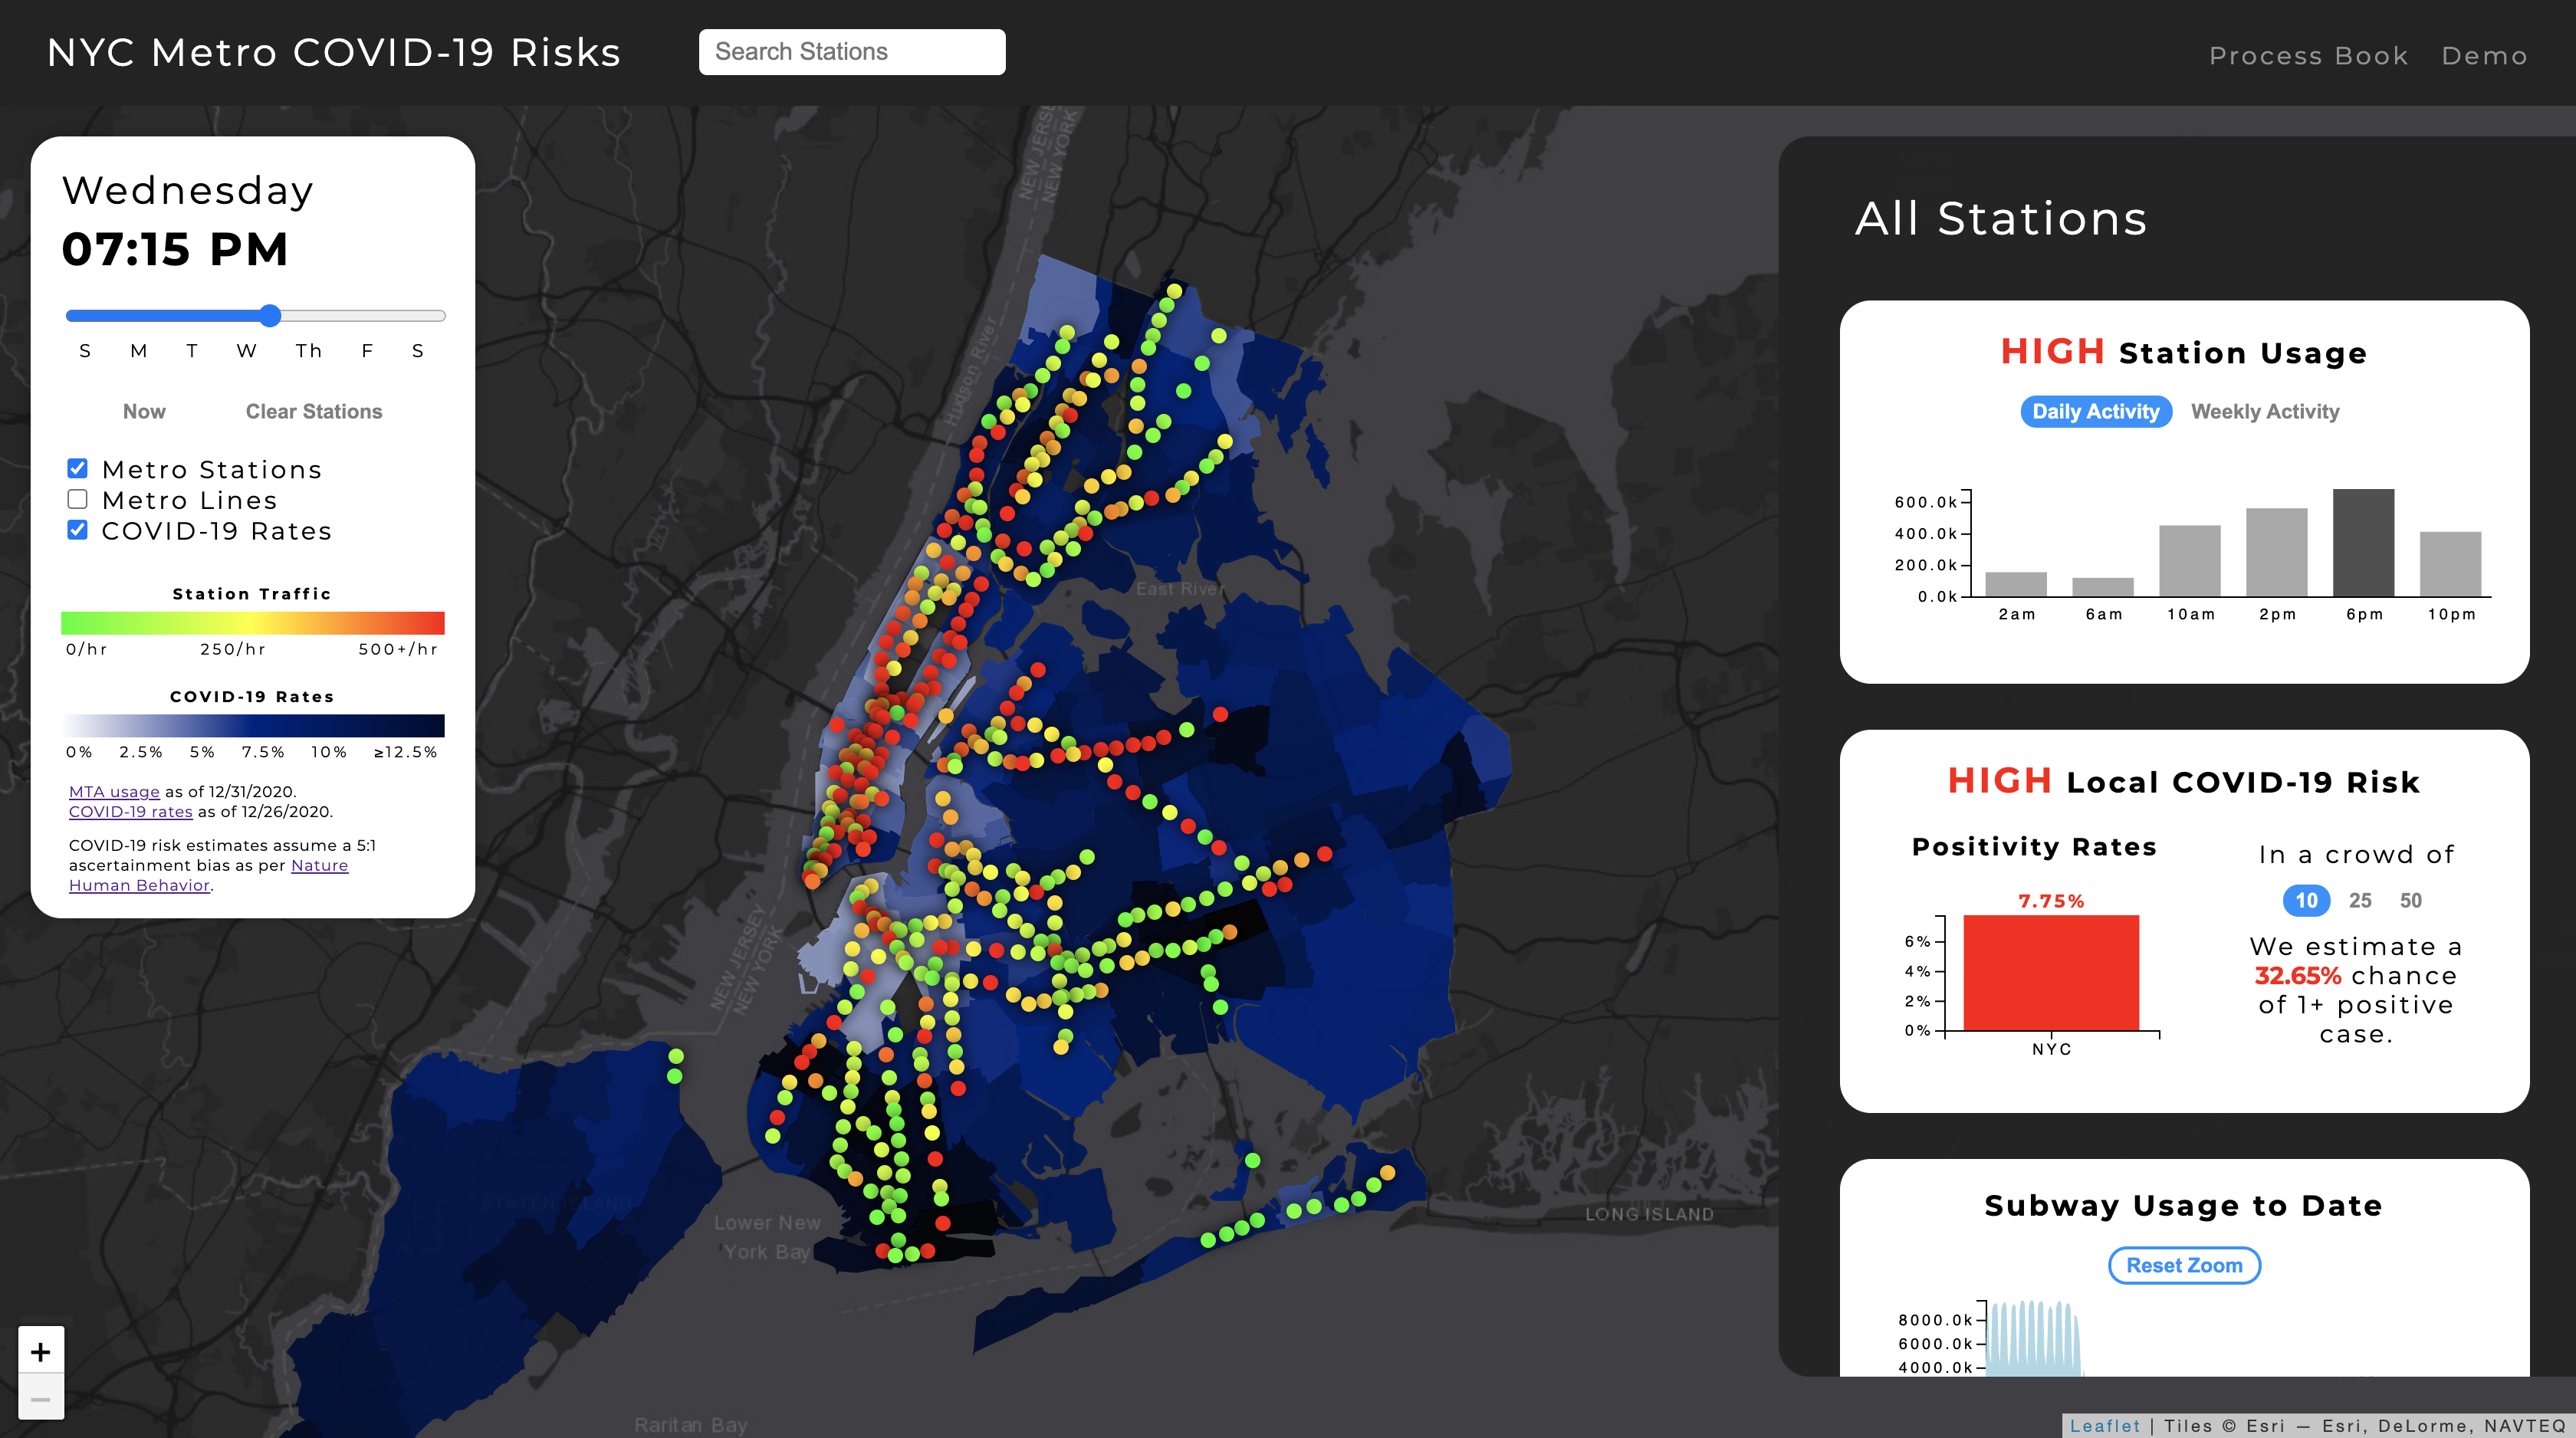 NYC Metro COVID-19 Risks
Search Stations
Process Book
Demo
Wednesday
07:15 PM
S M T W Th F S
Now
Clear Stations
Metro Stations
Metro Lines
COVID-19 Rates
Station Traffic
0/hr 250/hr 500+/hr
COVID-19 Rates
0% 2.5% 5% 7.5% 10% ≥12.5%
MTA usage as of 12/31/2020.
COVID-19 rates as of 12/26/2020.
COVID-19 risk estimates assume a 5:1
ascertainment bias as per Nature
Human Behavior.
+
−
NEW JERSEY
NEW YORK
Hudson River
East River
NEW JERSEY
NEW YORK
STATEN ISLAND
Lower New
York Bay
LONG ISLAND
Raritan Bay
All Stations
HIGH Station Usage
Daily Activity
Weekly Activity
600.0k
400.0k
200.0k
0.0k
2am 6am 10am 2pm 6pm 10pm
HIGH Local COVID-19 Risk
Positivity Rates
7.75%
6%
4%
2%
0%
NYC
In a crowd of
10 25 50
We estimate a
32.65% chance
of 1+ positive
case.
Subway Usage to Date
Reset Zoom
8000.0k
6000.0k
4000.0k
Leaflet | Tiles © Esri — Esri, DeLorme, NAVTEQ